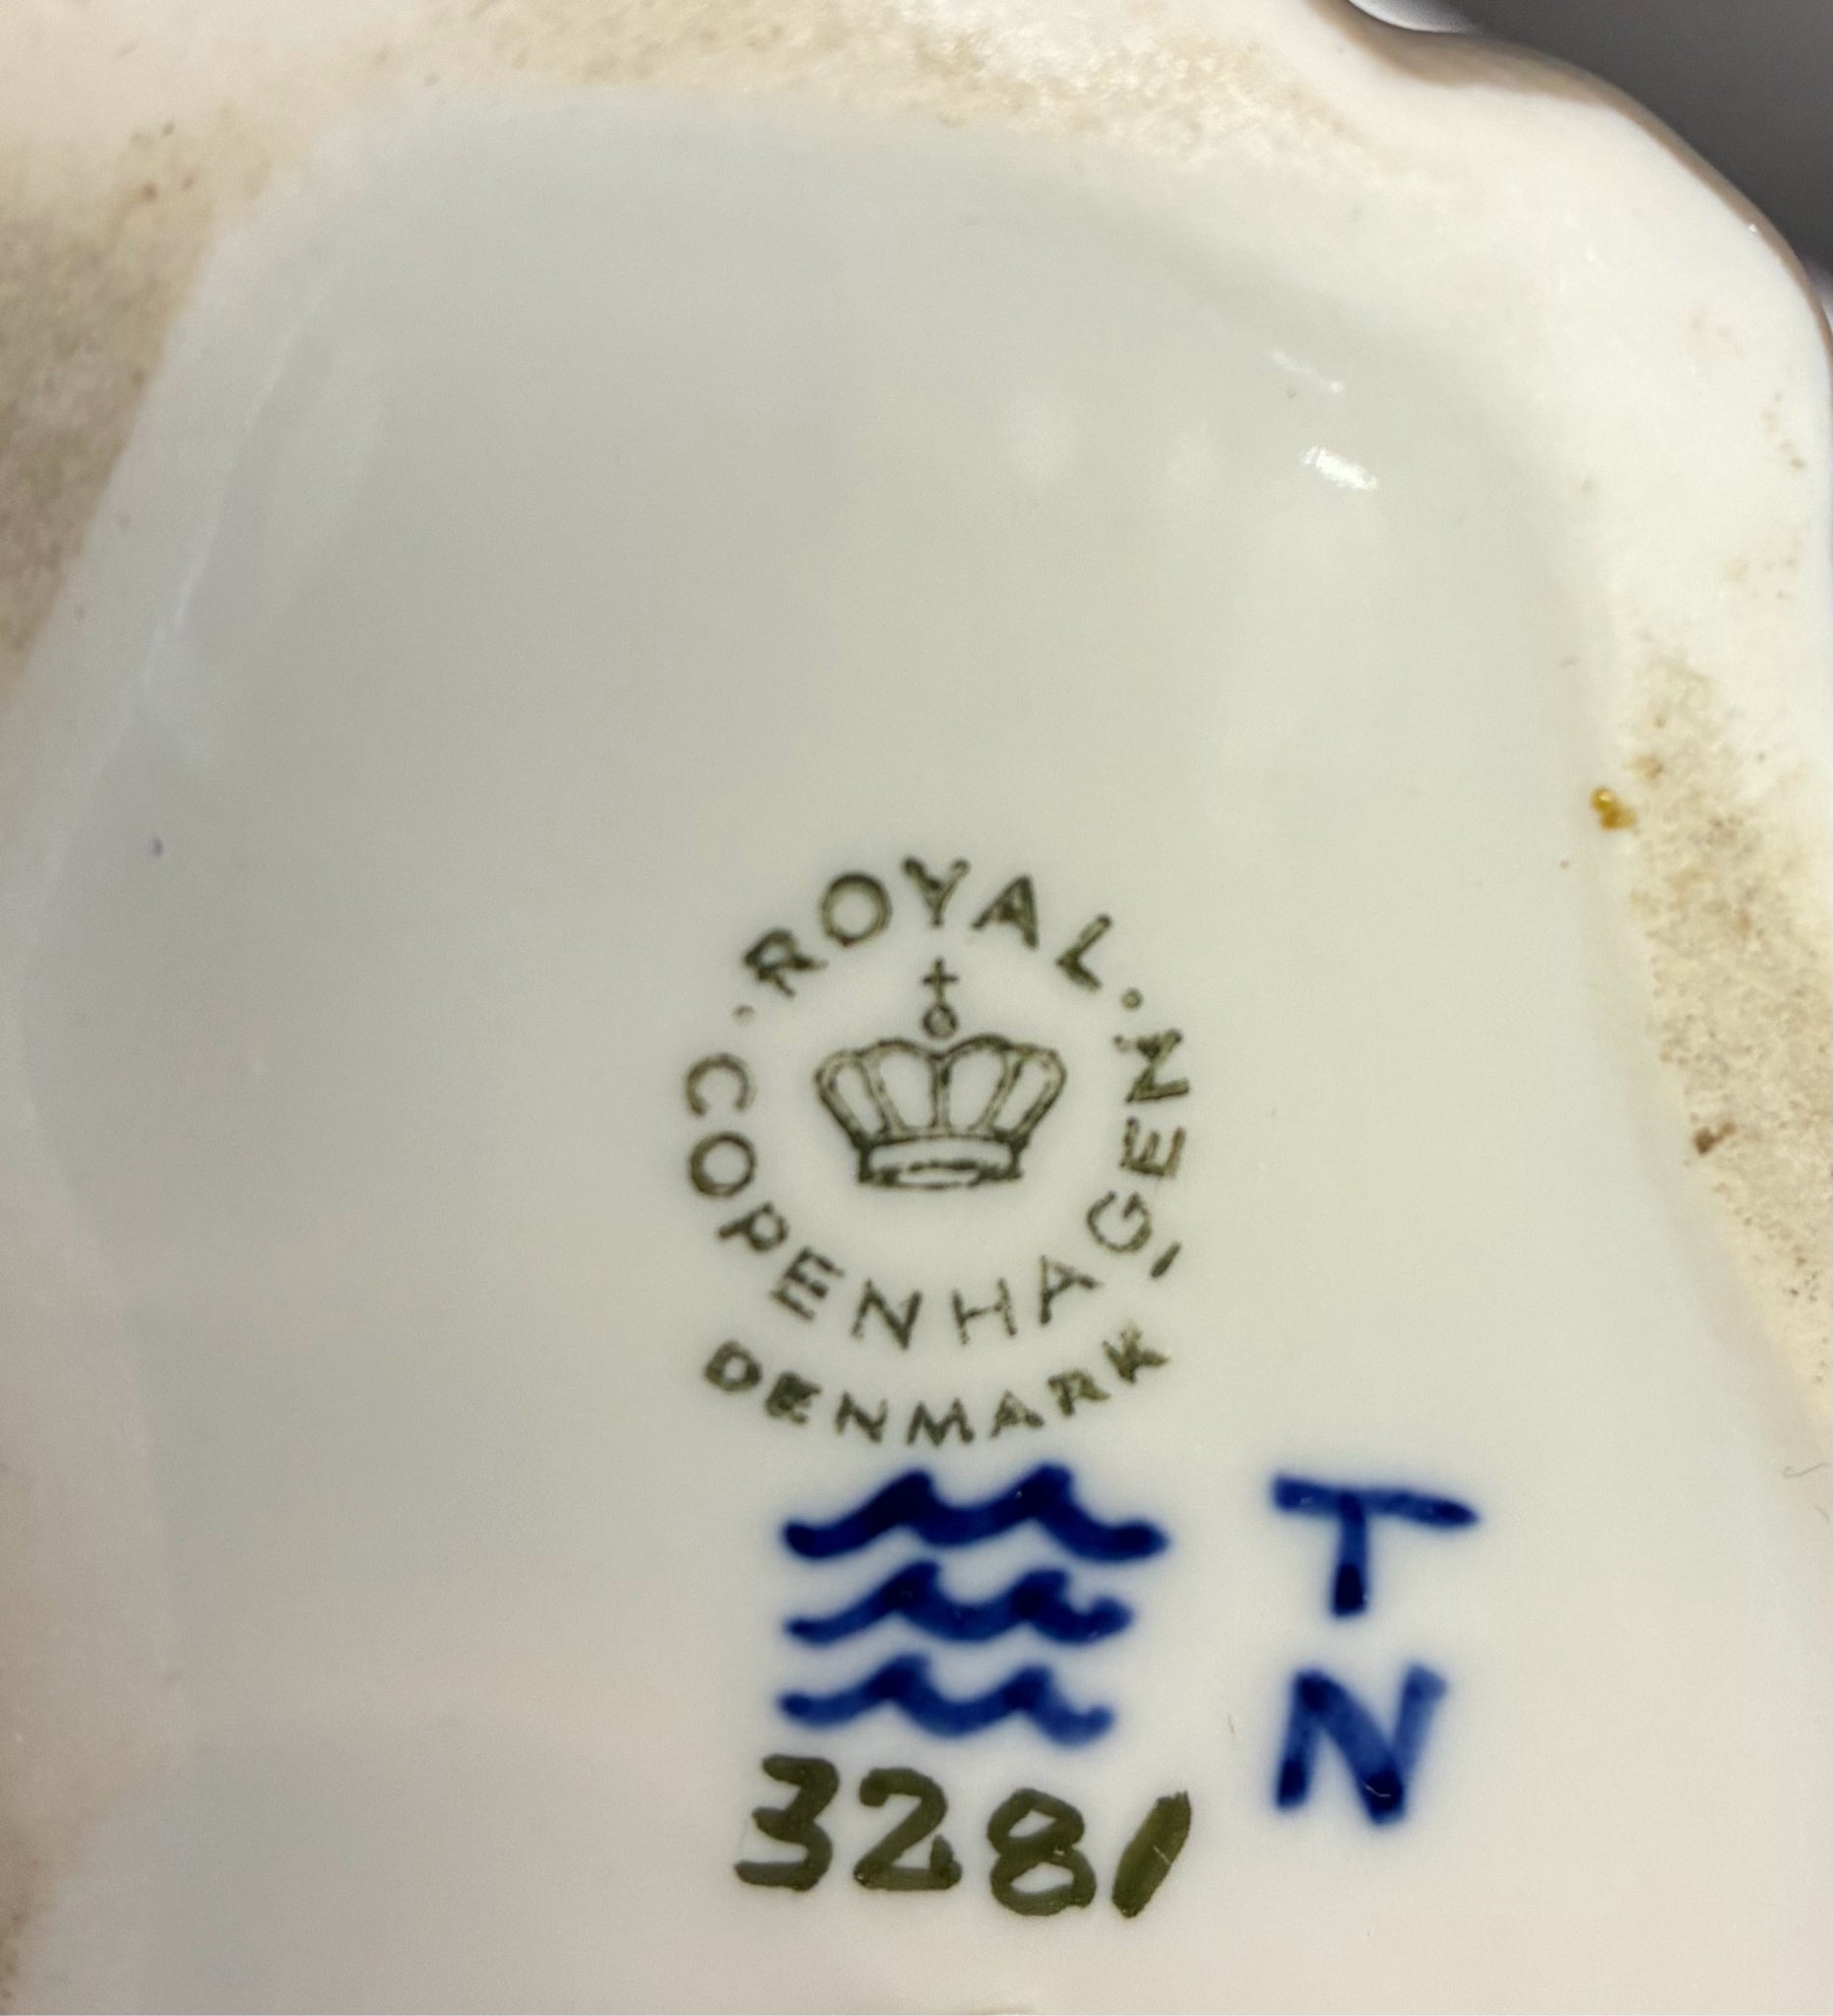 ROYAL
COPENHAGEN
DENMARK
T
N
3281